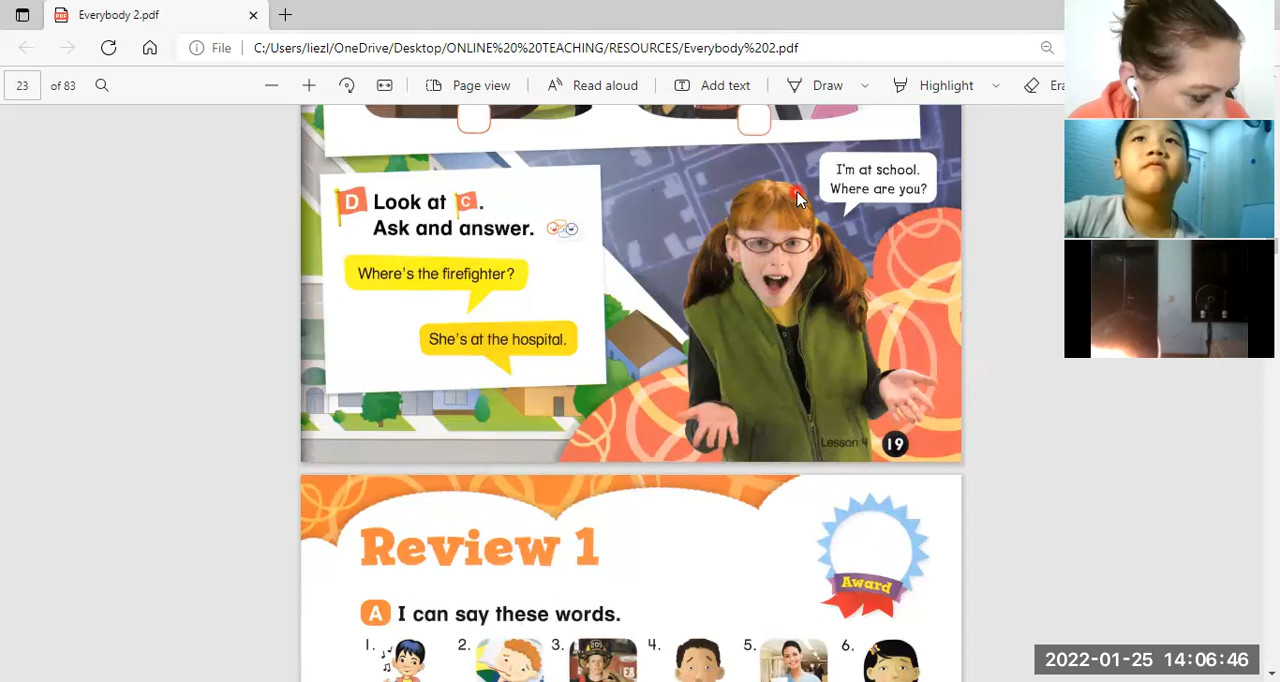 Everybody 2.pdf
File
C:/Users/liezl/OneDrive/Desktop/ONLINE%20%20TEACHING/RESOURCES/Everybody%202.pdf
23 of 83
Page view
Read aloud
Add text
Draw
Highlight
Era
I'm at school.
Where are you?
D Look at C.
Ask and answer.
Where's the firefighter?
She's at the hospital.
Lesson 4 19
Review 1
Award
A I can say these words.
1. 2. 3. 4. 5. 6.
2022-01-25 14:06:46